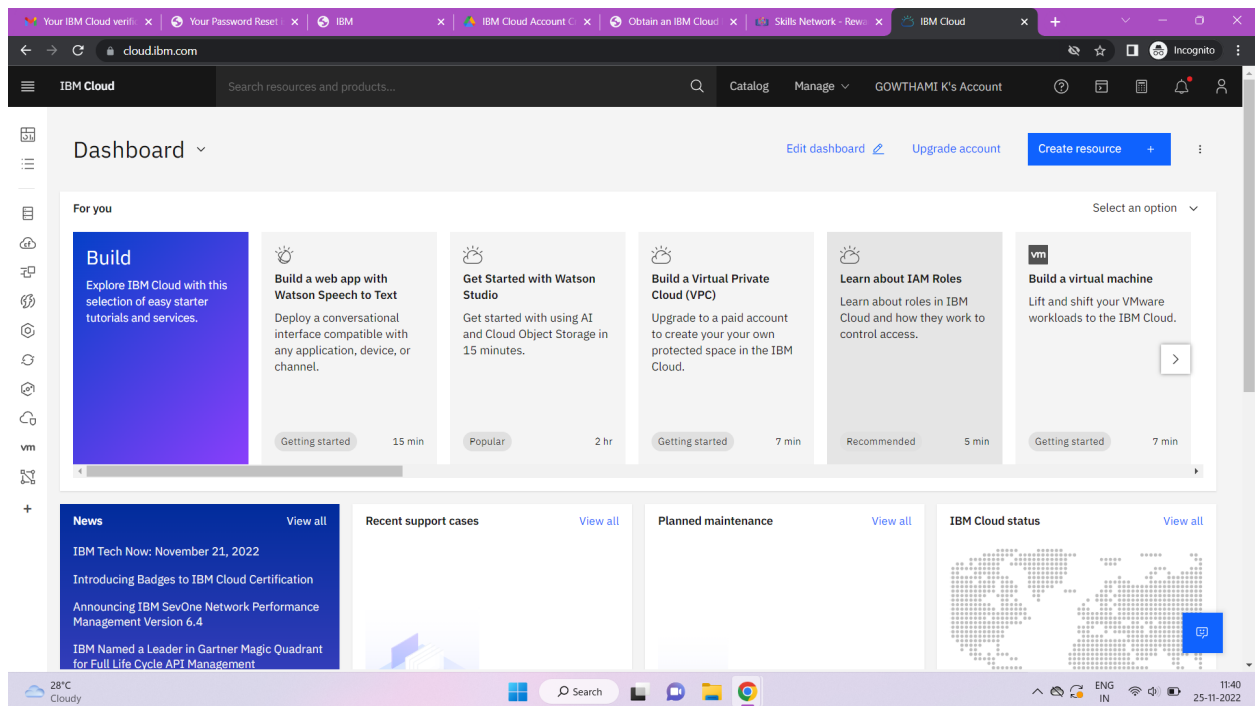 Your IBM Cloud verific
Your Password Reset i
IBM
IBM Cloud Account C
Obtain an IBM Cloud
Skills Network - Rewa
IBM Cloud
cloud.ibm.com
Incognito
IBM Cloud
Search resources and products...
Catalog
Manage
GOWTHAMI K's Account
Dashboard
Edit dashboard
Upgrade account
Create resource +
For you
Select an option
Build
Explore IBM Cloud with this
selection of easy starter
tutorials and services.
Build a web app with
Watson Speech to Text
Deploy a conversational
interface compatible with
any application, device, or
channel.
Getting started
15 min
Get Started with Watson
Studio
Get started with using AI
and Cloud Object Storage in
15 minutes.
Popular
2 hr
Build a Virtual Private
Cloud (VPC)
Upgrade to a paid account
to create your your own
protected space in the IBM
Cloud.
Getting started
7 min
Learn about IAM Roles
Learn about roles in IBM
Cloud and how they work to
control access.
Recommended
5 min
vm
Build a virtual machine
Lift and shift your VMware
workloads to the IBM Cloud.
Getting started
7 min
vm
News
View all
IBM Tech Now: November 21, 2022
Introducing Badges to IBM Cloud Certification
Announcing IBM SevOne Network Performance
Management Version 6.4
IBM Named a Leader in Gartner Magic Quadrant
for Full Life Cycle API Management
Recent support cases
View all
Planned maintenance
View all
IBM Cloud status
View all
28°C
Cloudy
Search
ENG
IN
11:40
25-11-2022